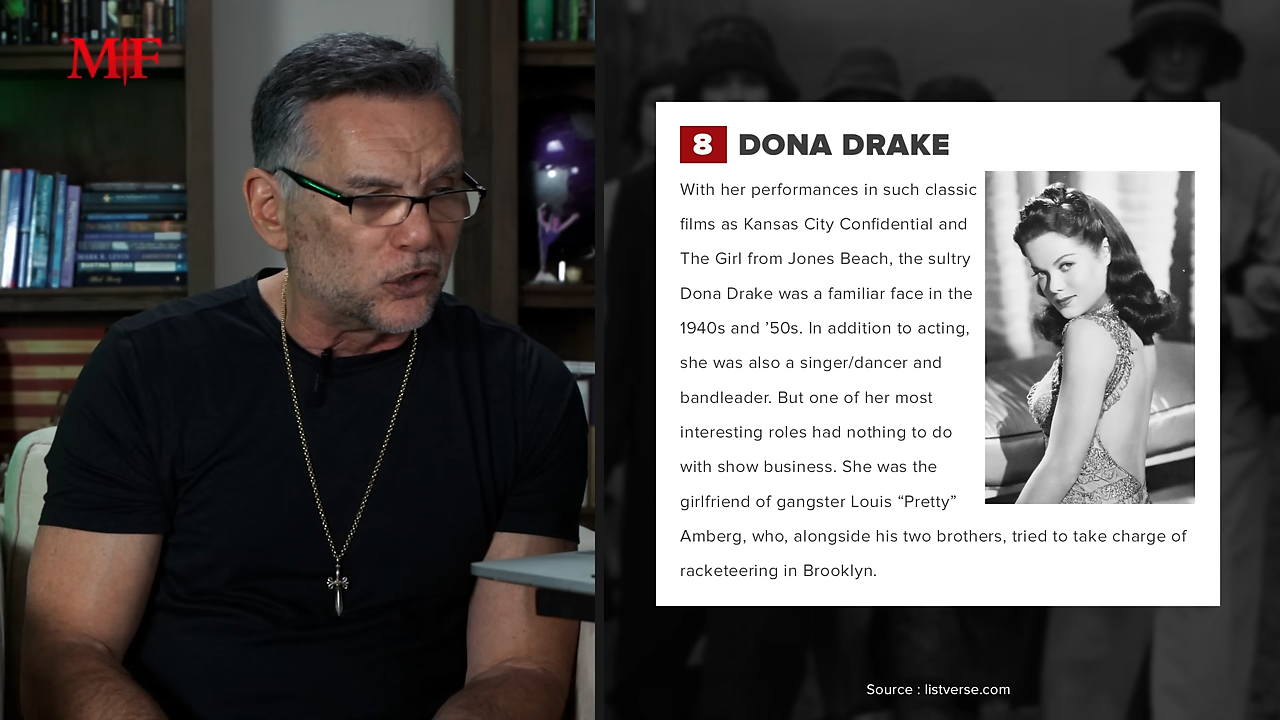 MF
MARK R. LEVIN
8 DONA DRAKE
With her performances in such classic
films as Kansas City Confidential and
The Girl from Jones Beach, the sultry
Dona Drake was a familiar face in the
1940s and ’50s. In addition to acting,
she was also a singer/dancer and
bandleader. But one of her most
interesting roles had nothing to do
with show business. She was the
girlfriend of gangster Louis “Pretty”
Amberg, who, alongside his two brothers, tried to take charge of
racketeering in Brooklyn.
Source : listverse.com